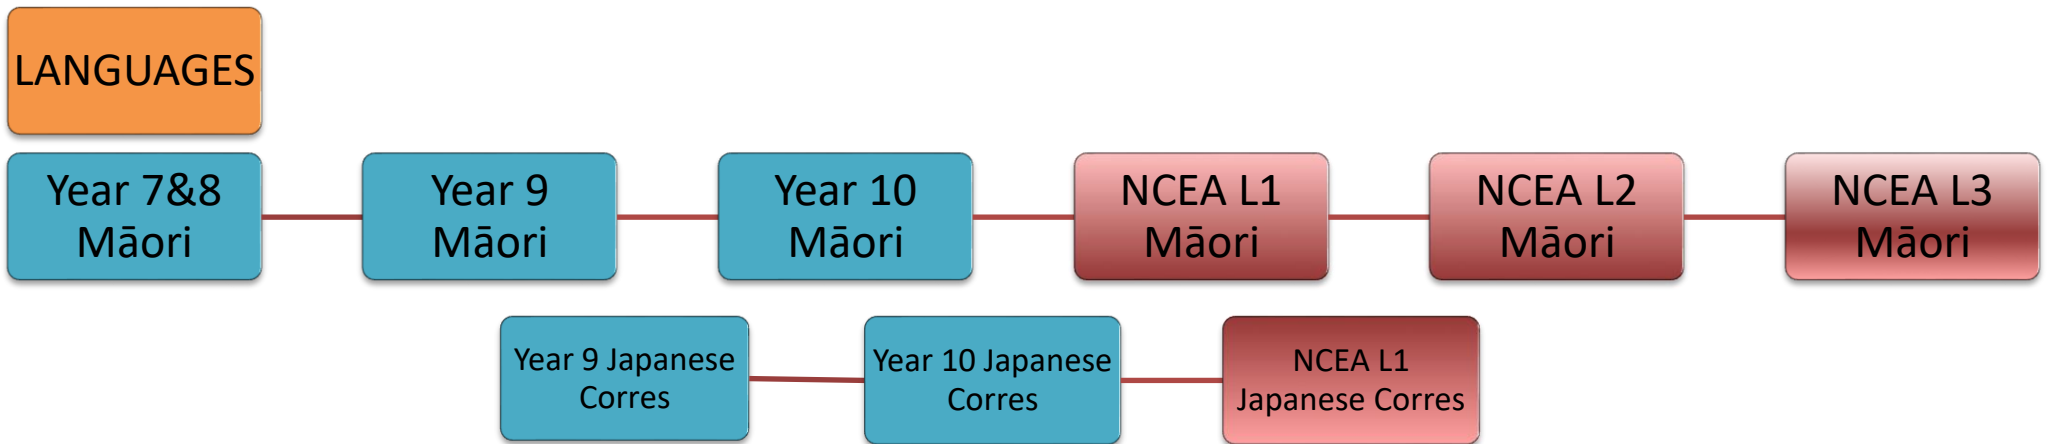 LANGUAGES
Year 7&8
Māori
Year 9
Māori
Year 10
Māori
NCEA L1
Māori
NCEA L2
Māori
NCEA L3
Māori
Year 9 Japanese
Corres
Year 10 Japanese
Corres
NCEA L1
Japanese Corres